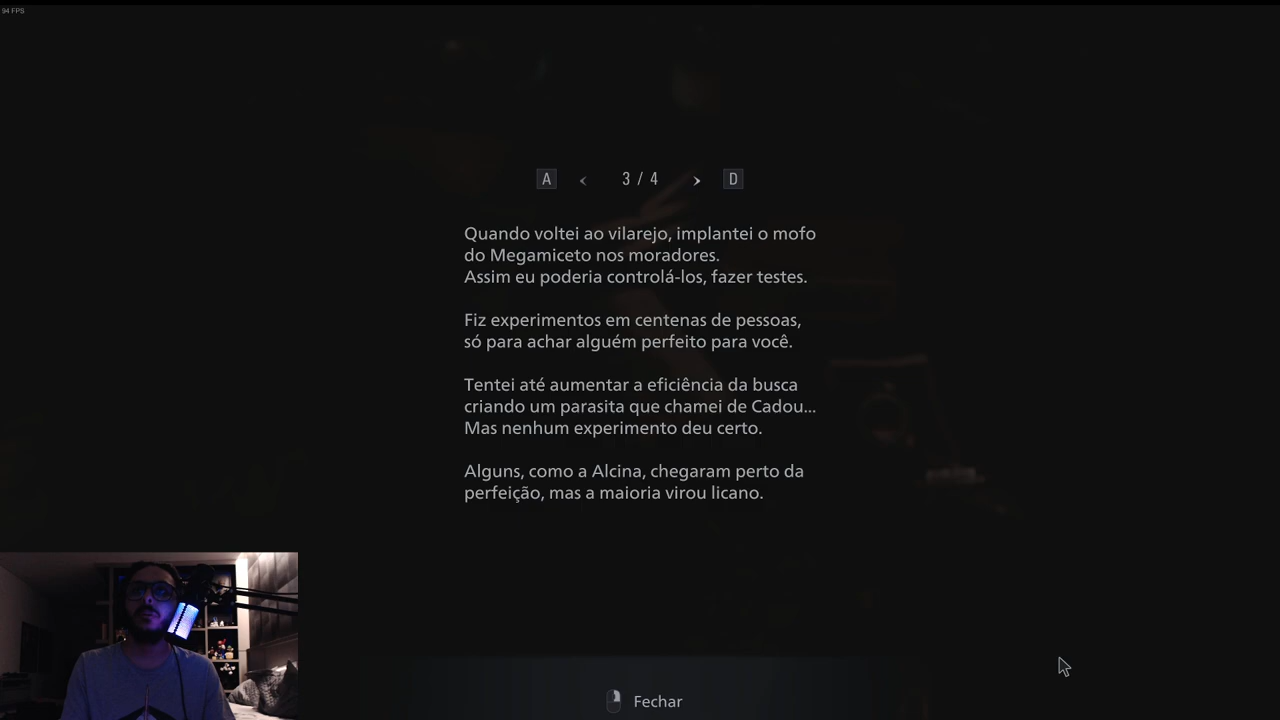 94 FPS
A < 3 / 4 > D
Quando voltei ao vilarejo, implantei o mofo
do Megamiceto nos moradores.
Assim eu poderia controlá-los, fazer testes.
Fiz experimentos em centenas de pessoas,
só para achar alguém perfeito para você.
Tentei até aumentar a eficiência da busca
criando um parasita que chamei de Cadou...
Mas nenhum experimento deu certo.
Alguns, como a Alcina, chegaram perto da
perfeição, mas a maioria virou licano.
Fechar